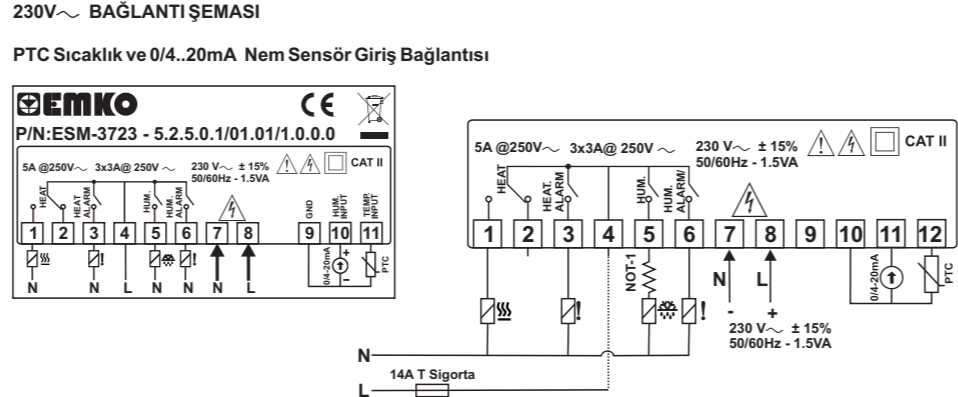 230V～ BAĞLANTI ŞEMASI
PTC Sıcaklık ve 0/4..20mA Nem Sensör Giriş Bağlantısı
EMKO CE
P/N:ESM-3723 - 5.2.5.0.1/01.01/1.0.0.0
5A @250V～ 3x3A@ 250V～ 230 V～ ± 15% CAT II
50/60Hz - 1.5VA
HEAT
HEAT. ALARM
HUM.
HUM. ALARM
GND
HUM. INPUT
TEMP. INPUT
1 2 3 4 5 6 7 8 9 10 11
! !
0/4-20mA
+
−
PTC
N N L N N N L
5A @250V～ 3x3A@ 250V ～ 230 V～ ± 15% CAT II
50/60Hz - 1.5VA
HEAT
HEAT. ALARM
HUM.
HUM. ALARM/
1 2 3 4 5 6 7 8 9 10 11 12
NOT-1
N L
0/4-20mA
PTC
! !
- +
230 V～ ± 15%
50/60Hz - 1.5VA
N
14A T Sigorta
L